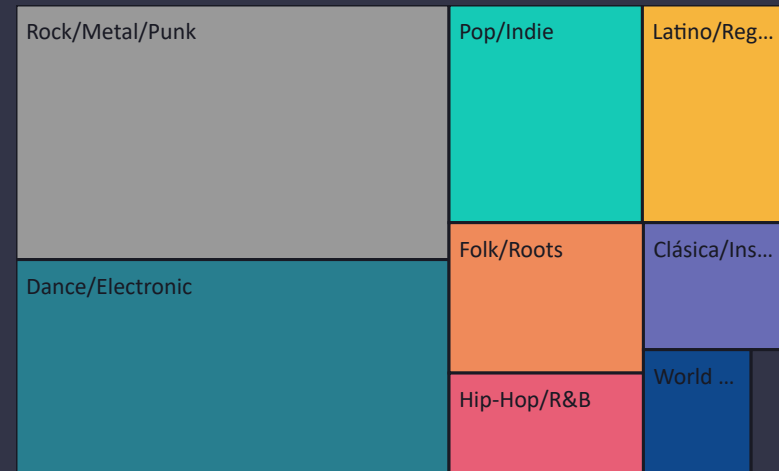 Rock/Metal/Punk
Pop/Indie
Latino/Reg...
Folk/Roots
Clásica/Ins...
Dance/Electronic
World ...
Hip-Hop/R&B